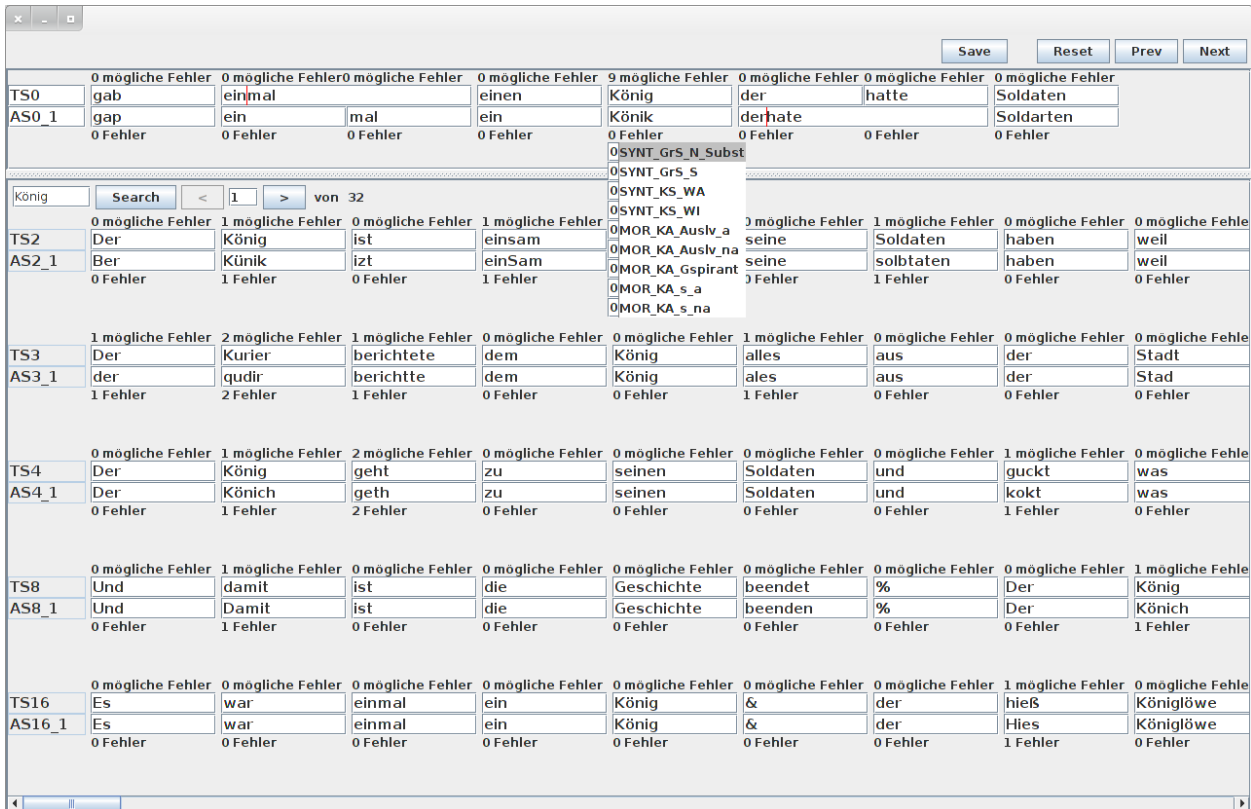 Save Reset Prev Next
0 mögliche Fehler 0 mögliche Fehler 0 mögliche Fehler 0 mögliche Fehler 9 mögliche Fehler 0 mögliche Fehler 0 mögliche Fehler 0 mögliche Fehler
TS0 gab einmal einen König der hatte Soldaten
AS0_1 gap ein mal ein Könik derhate Soldarten
0 Fehler 0 Fehler 0 Fehler 0 Fehler 0 Fehler 0 Fehler 0 Fehler 0 Fehler
0 SYNT_GrS_N_Subst
0 SYNT_GrS_S
0 SYNT_KS_WA
0 SYNT_KS_WI
0 MOR_KA_Auslv_a
0 MOR_KA_Auslv_na
0 MOR_KA_Gspirant
0 MOR_KA_s_a
0 MOR_KA_s_na
König Search < 1 > von 32
0 mögliche Fehler 1 mögliche Fehler 0 mögliche Fehler 1 mögliche Fehler 0 mögliche Fehler 1 mögliche Fehler 0 mögliche Fehler 0 mögliche Fehle
TS2 Der König ist einsam seine Soldaten haben weil
AS2_1 Ber Künik izt einSam seine solbtaten haben weil
0 Fehler 1 Fehler 0 Fehler 1 Fehler 0 Fehler 1 Fehler 0 Fehler 0 Fehler
1 mögliche Fehler 2 mögliche Fehler 1 mögliche Fehler 0 mögliche Fehler 0 mögliche Fehler 1 mögliche Fehler 0 mögliche Fehler 0 mögliche Fehler 0 mögliche Fehle
TS3 Der Kurier berichtete dem König alles aus der Stadt
AS3_1 der qudir berichtte dem König ales aus der Stad
1 Fehler 2 Fehler 1 Fehler 0 Fehler 0 Fehler 1 Fehler 0 Fehler 0 Fehler 0 Fehler
0 mögliche Fehler 1 mögliche Fehler 2 mögliche Fehler 0 mögliche Fehler 0 mögliche Fehler 0 mögliche Fehler 0 mögliche Fehler 1 mögliche Fehler 0 mögliche Fehle
TS4 Der König geht zu seinen Soldaten und guckt was
AS4_1 Der Könich geth zu seinen Soldaten und kokt was
0 Fehler 1 Fehler 2 Fehler 0 Fehler 0 Fehler 0 Fehler 0 Fehler 1 Fehler 0 Fehler
0 mögliche Fehler 1 mögliche Fehler 0 mögliche Fehler 0 mögliche Fehler 0 mögliche Fehler 0 mögliche Fehler 0 mögliche Fehler 0 mögliche Fehler 1 mögliche Fehle
TS8 Und damit ist die Geschichte beendet % Der König
AS8_1 Und Damit ist die Geschichte beenden % Der Könich
0 Fehler 1 Fehler 0 Fehler 0 Fehler 0 Fehler 0 Fehler 0 Fehler 0 Fehler 1 Fehler
0 mögliche Fehler 0 mögliche Fehler 0 mögliche Fehler 0 mögliche Fehler 0 mögliche Fehler 0 mögliche Fehler 0 mögliche Fehler 1 mögliche Fehler 0 mögliche Fehle
TS16 Es war einmal ein König & der hieß Königlöwe
AS16_1 Es war einmal ein König & der Hies Königlöwe
0 Fehler 0 Fehler 0 Fehler 0 Fehler 0 Fehler 0 Fehler 0 Fehler 1 Fehler 0 Fehler